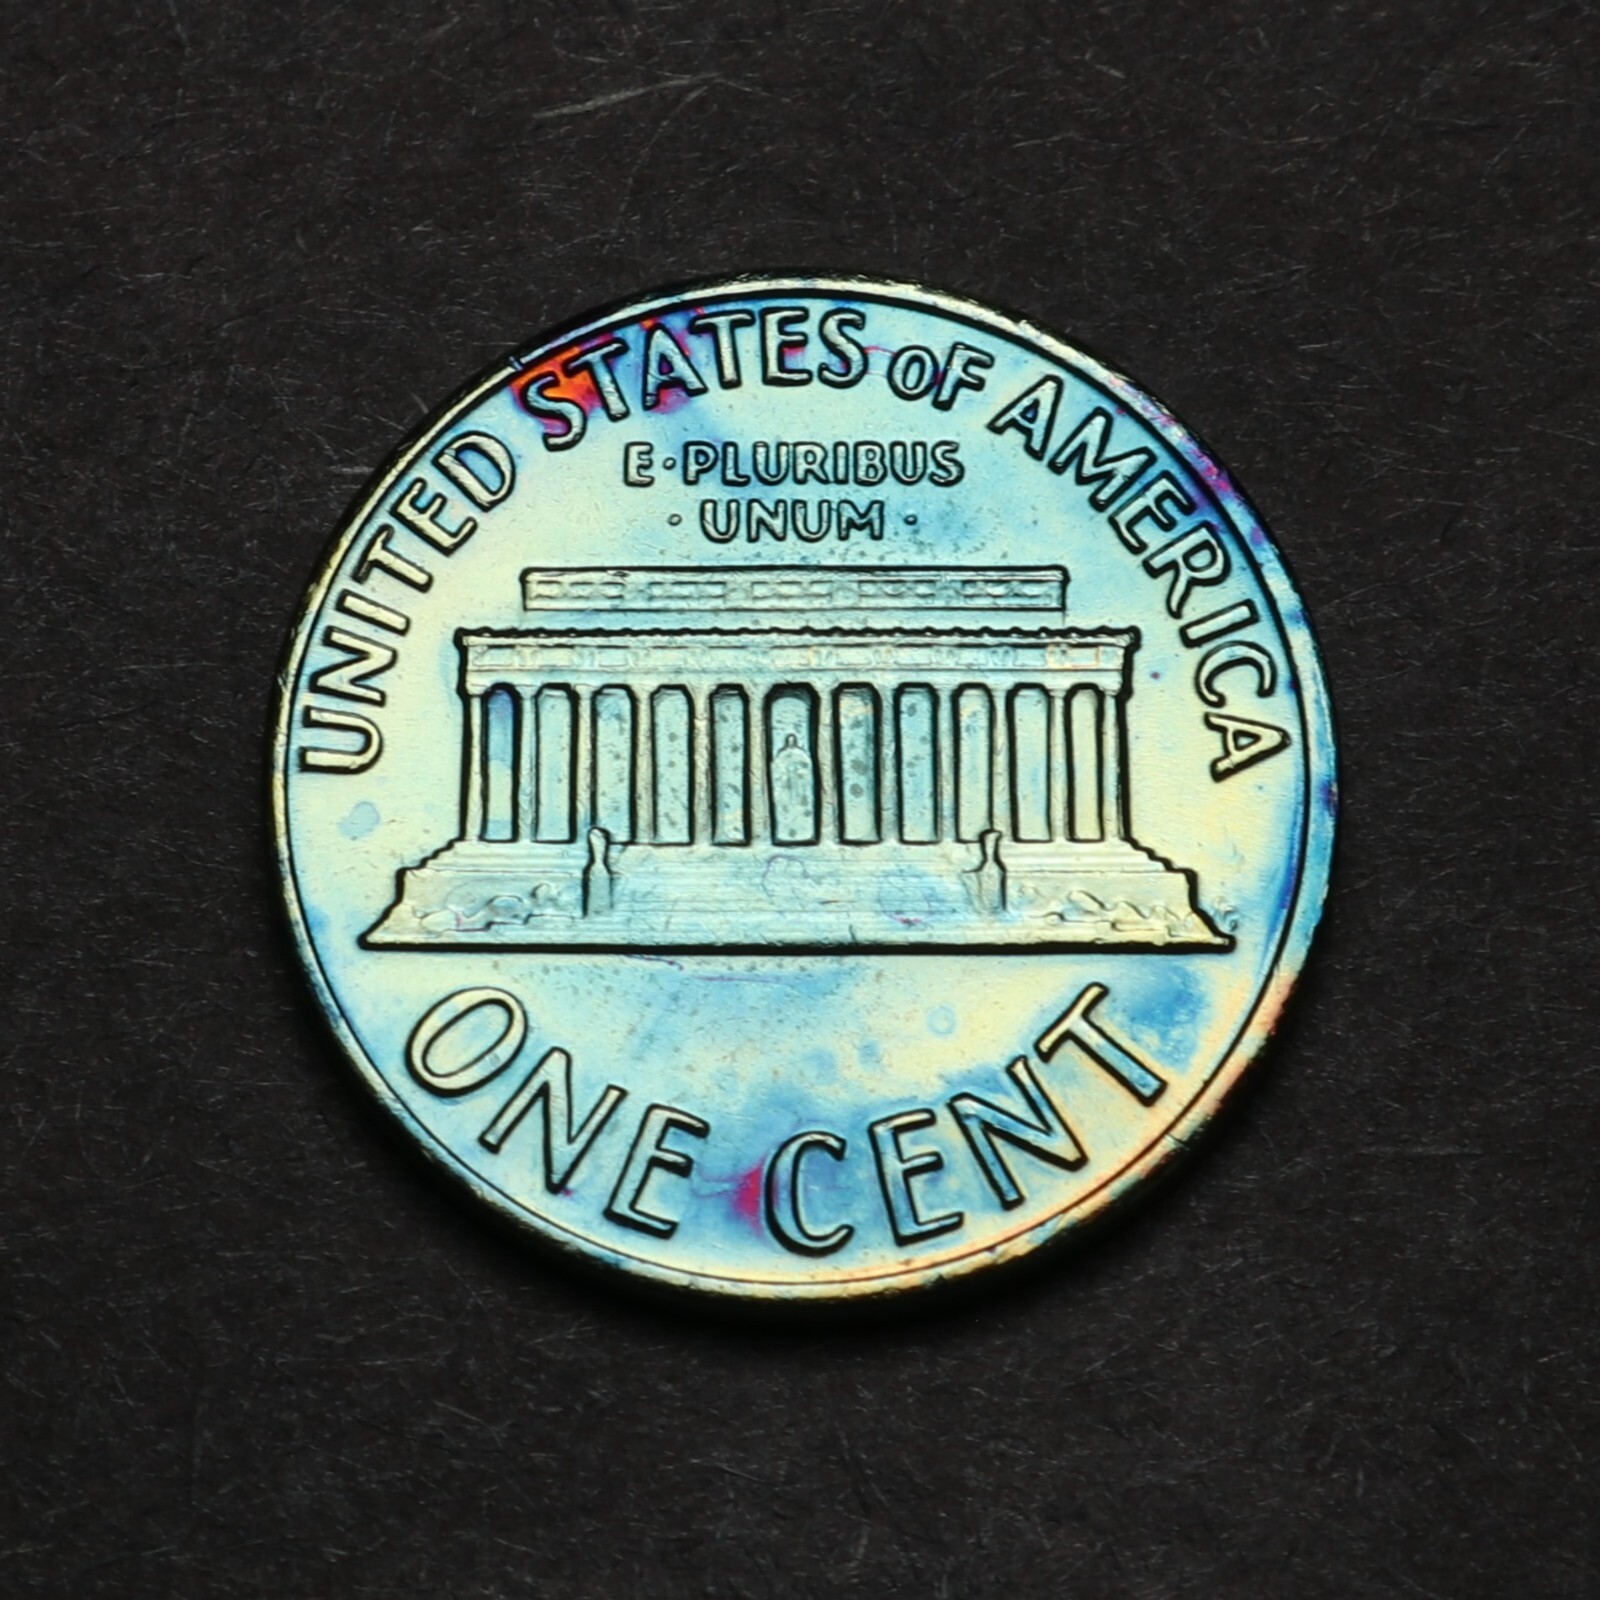 UNITED STATES OF AMERICA
E·PLURIBUS
·UNUM·
ONE CENT